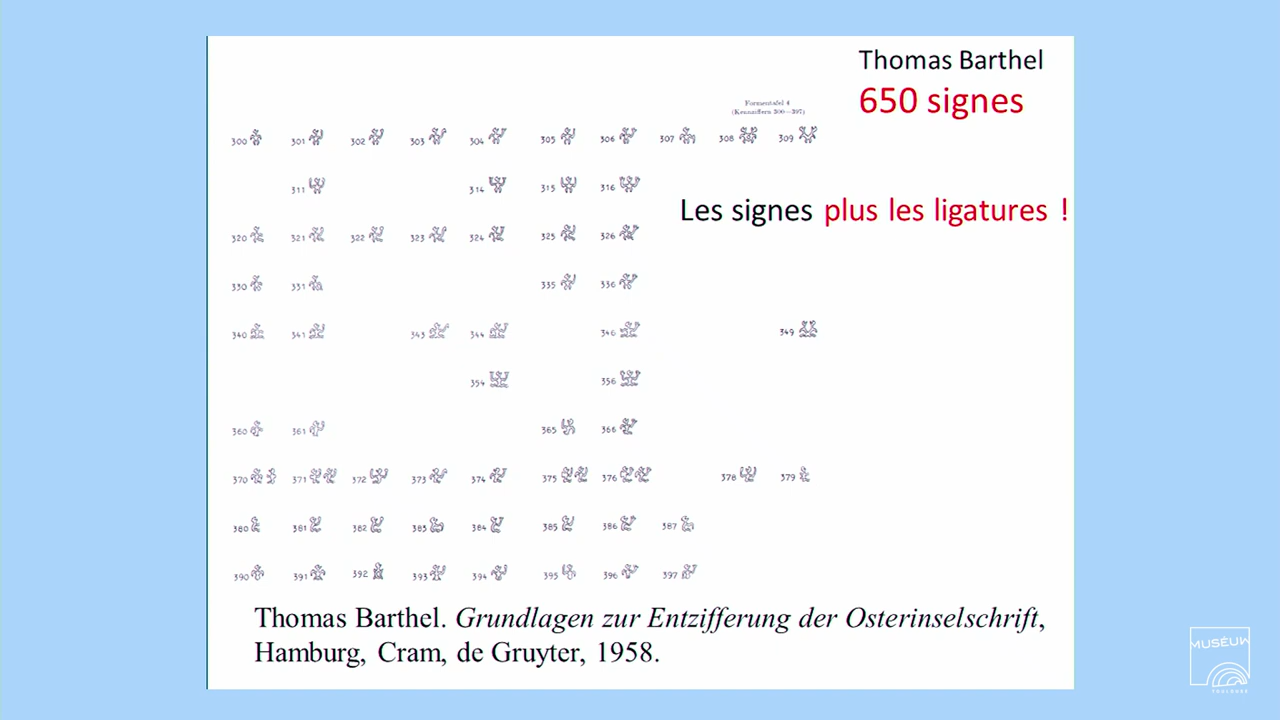 Thomas Barthel
650 signes
Formentafel 4
(Kennziffern 300—397)
300 301 302 303 304 305 306 307 308 309
311 314 315 316
Les signes plus les ligatures !
320 321 322 323 324 325 326
330 331 335 336
340 341 343 344 346 349
354 356
360 361 365 366
370 371 372 373 374 375 376 378 379
380 381 382 383 384 385 386 387
390 391 392 393 394 395 396 397
Thomas Barthel. Grundlagen zur Entzifferung der Osterinselschrift,
Hamburg, Cram, de Gruyter, 1958.
MUSÉUM
TOULOUSE